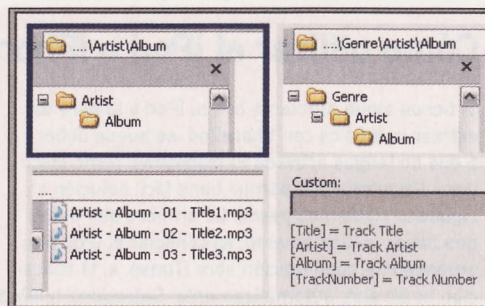 ....\Artist\Album
Artist
Album
....\Genre\Artist\Album
Genre
Artist
Album
....
Artist - Album - 01 - Title1.mp3
Artist - Album - 02 - Title2.mp3
Artist - Album - 03 - Title3.mp3
Custom:
[Title] = Track Title
[Artist] = Track Artist
[Album] = Track Album
[TrackNumber] = Track Number